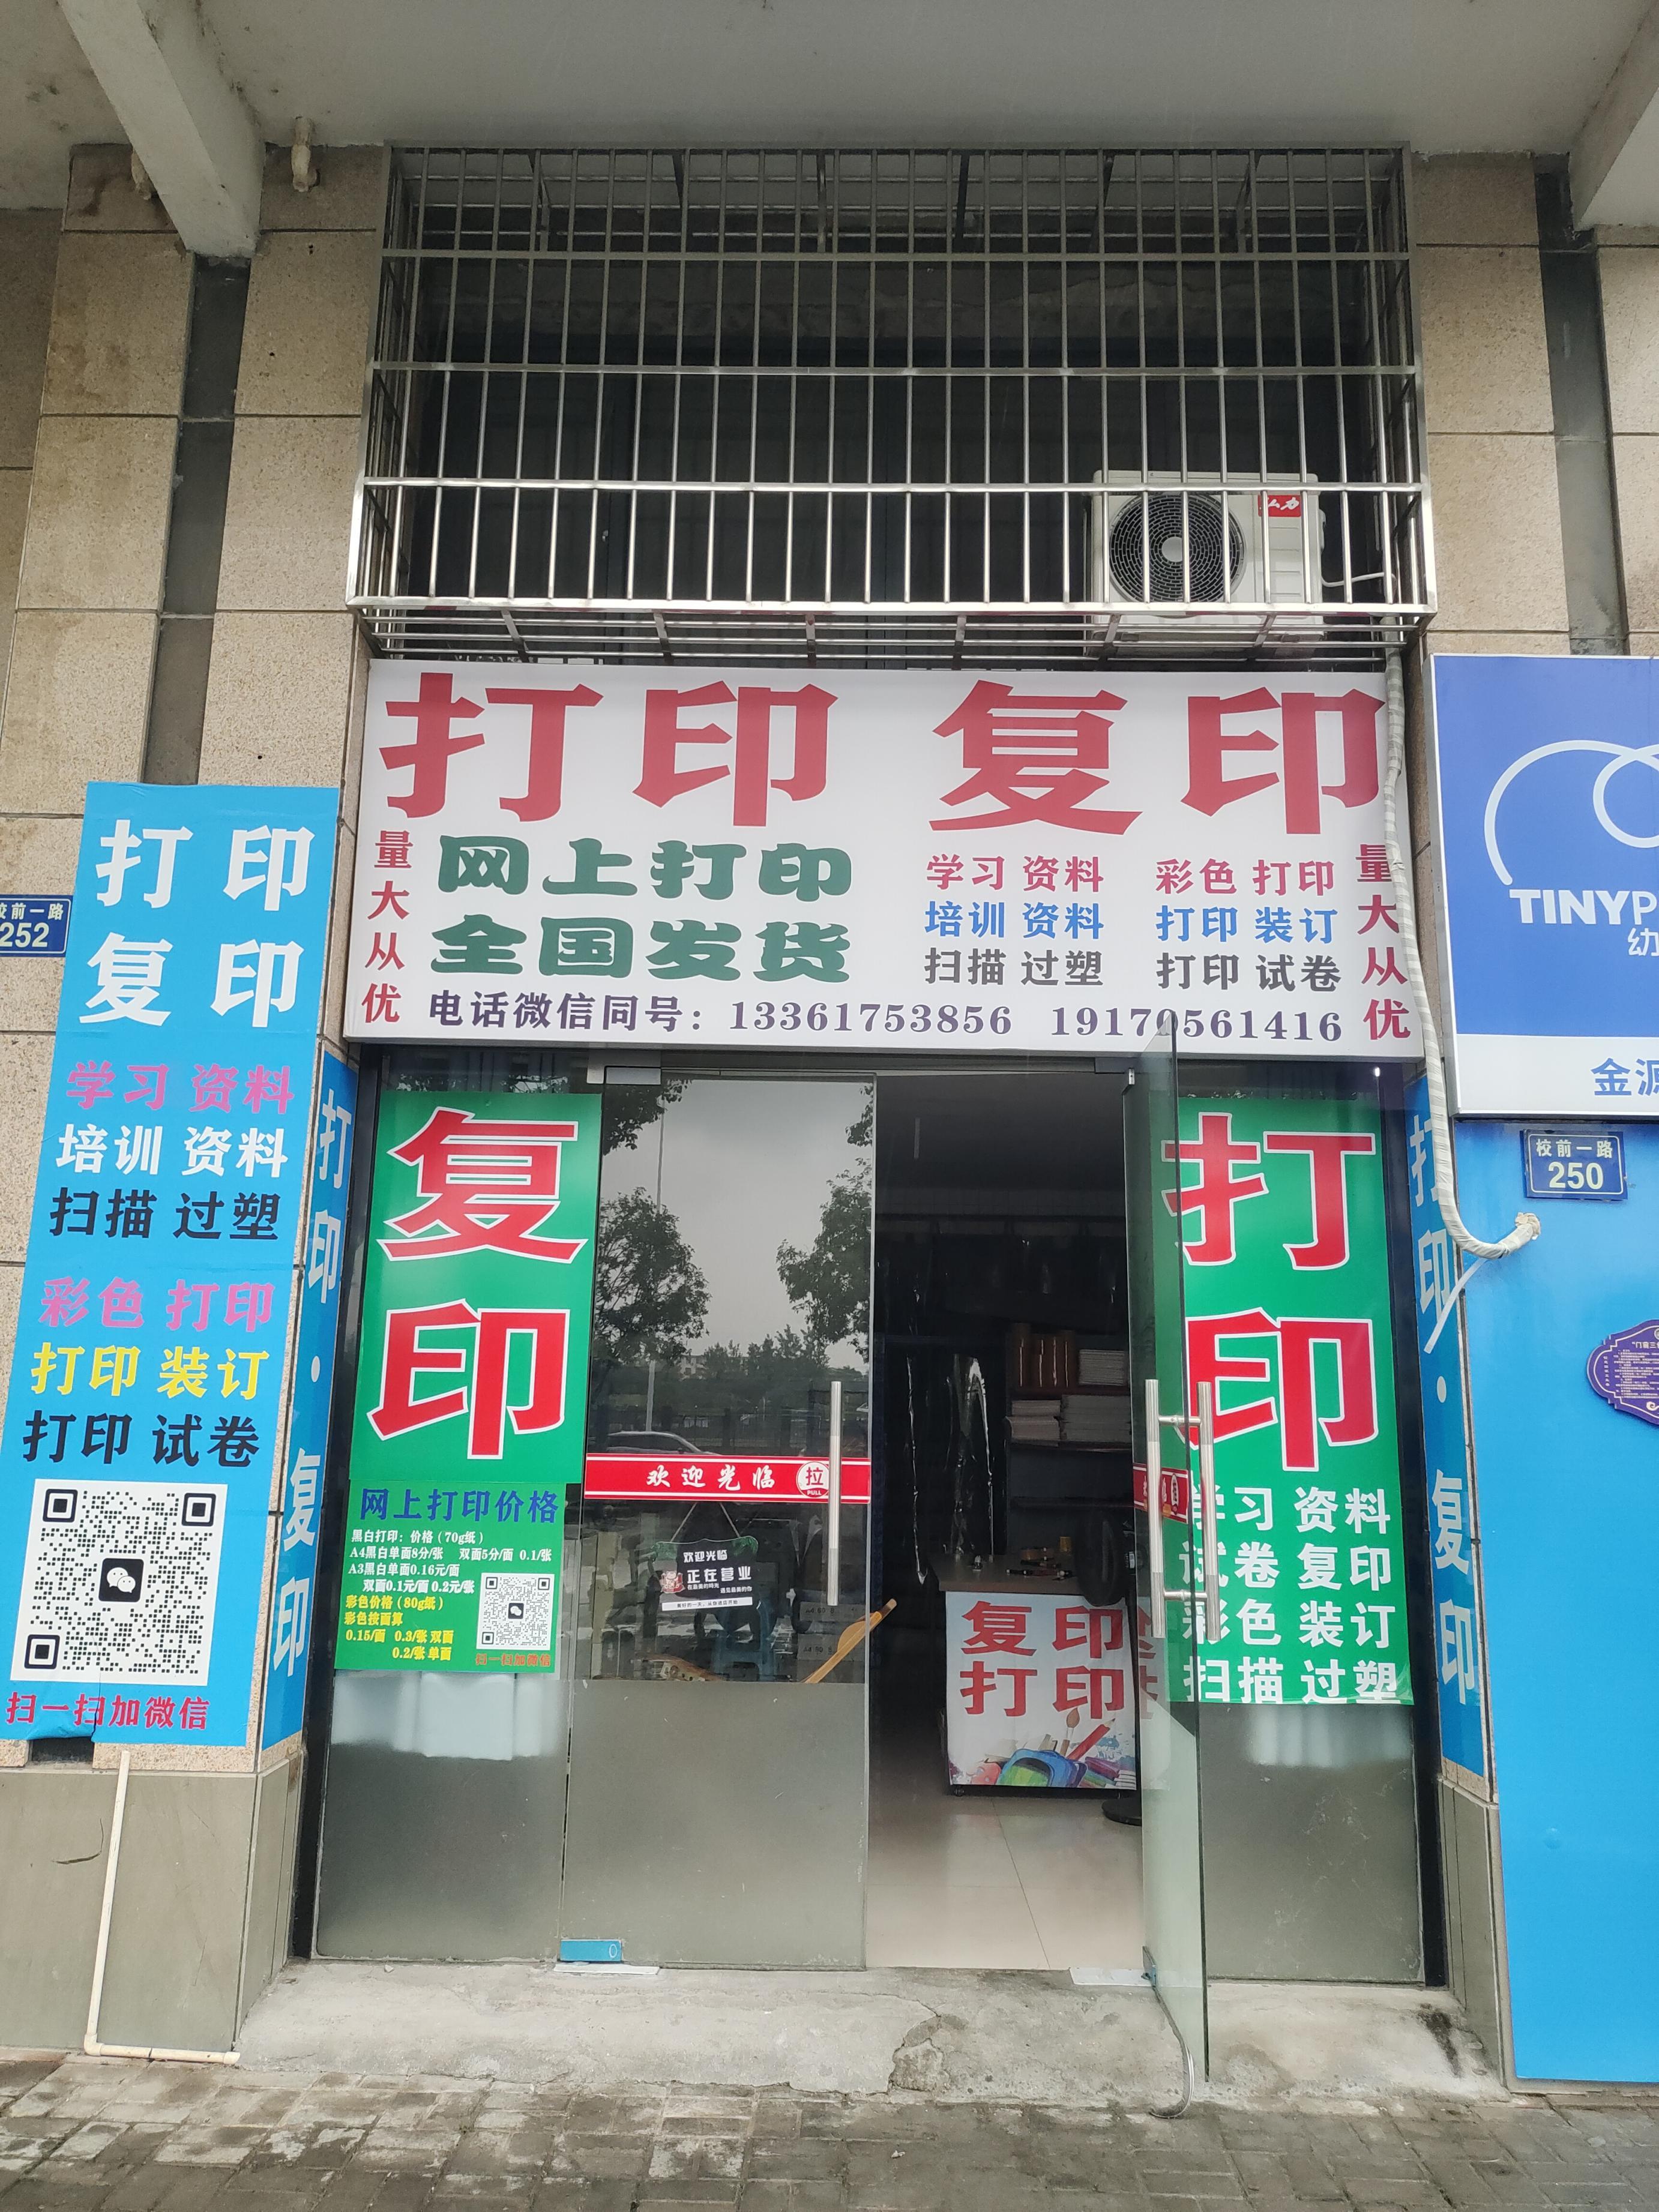 打印 复印
量大从优
网上打印
全国发货
学习 资料 彩色 打印
培训 资料 打印 装订
扫描 过塑 打印 试卷
量大从优
电话微信同号：13361753856 19170561416
打印
复印
学习 资料
培训 资料
扫描 过塑
彩色 打印
打印 装订
打印 试卷
扫一扫加微信
校前一路
252
打印·复印
复印
网上打印价格
黑白打印：价格（70g纸）
A4黑白单面8分/张 双面5分/面 0.1/张
A3黑白单面0.16元/面
双面0.1元/面 0.2元/张
彩色价格（80g纸）
彩色按面算
0.15/面 0.3/张 双面
0.2/张 单面
扫一扫加微信
欢迎光临 拉
PULL
欢迎光临
正在营业
复印
打印
打印
学习 资料
试卷 复印
彩色 装订
扫描 过塑
打印·复印
TINYP
幼
金源
校前一路
250